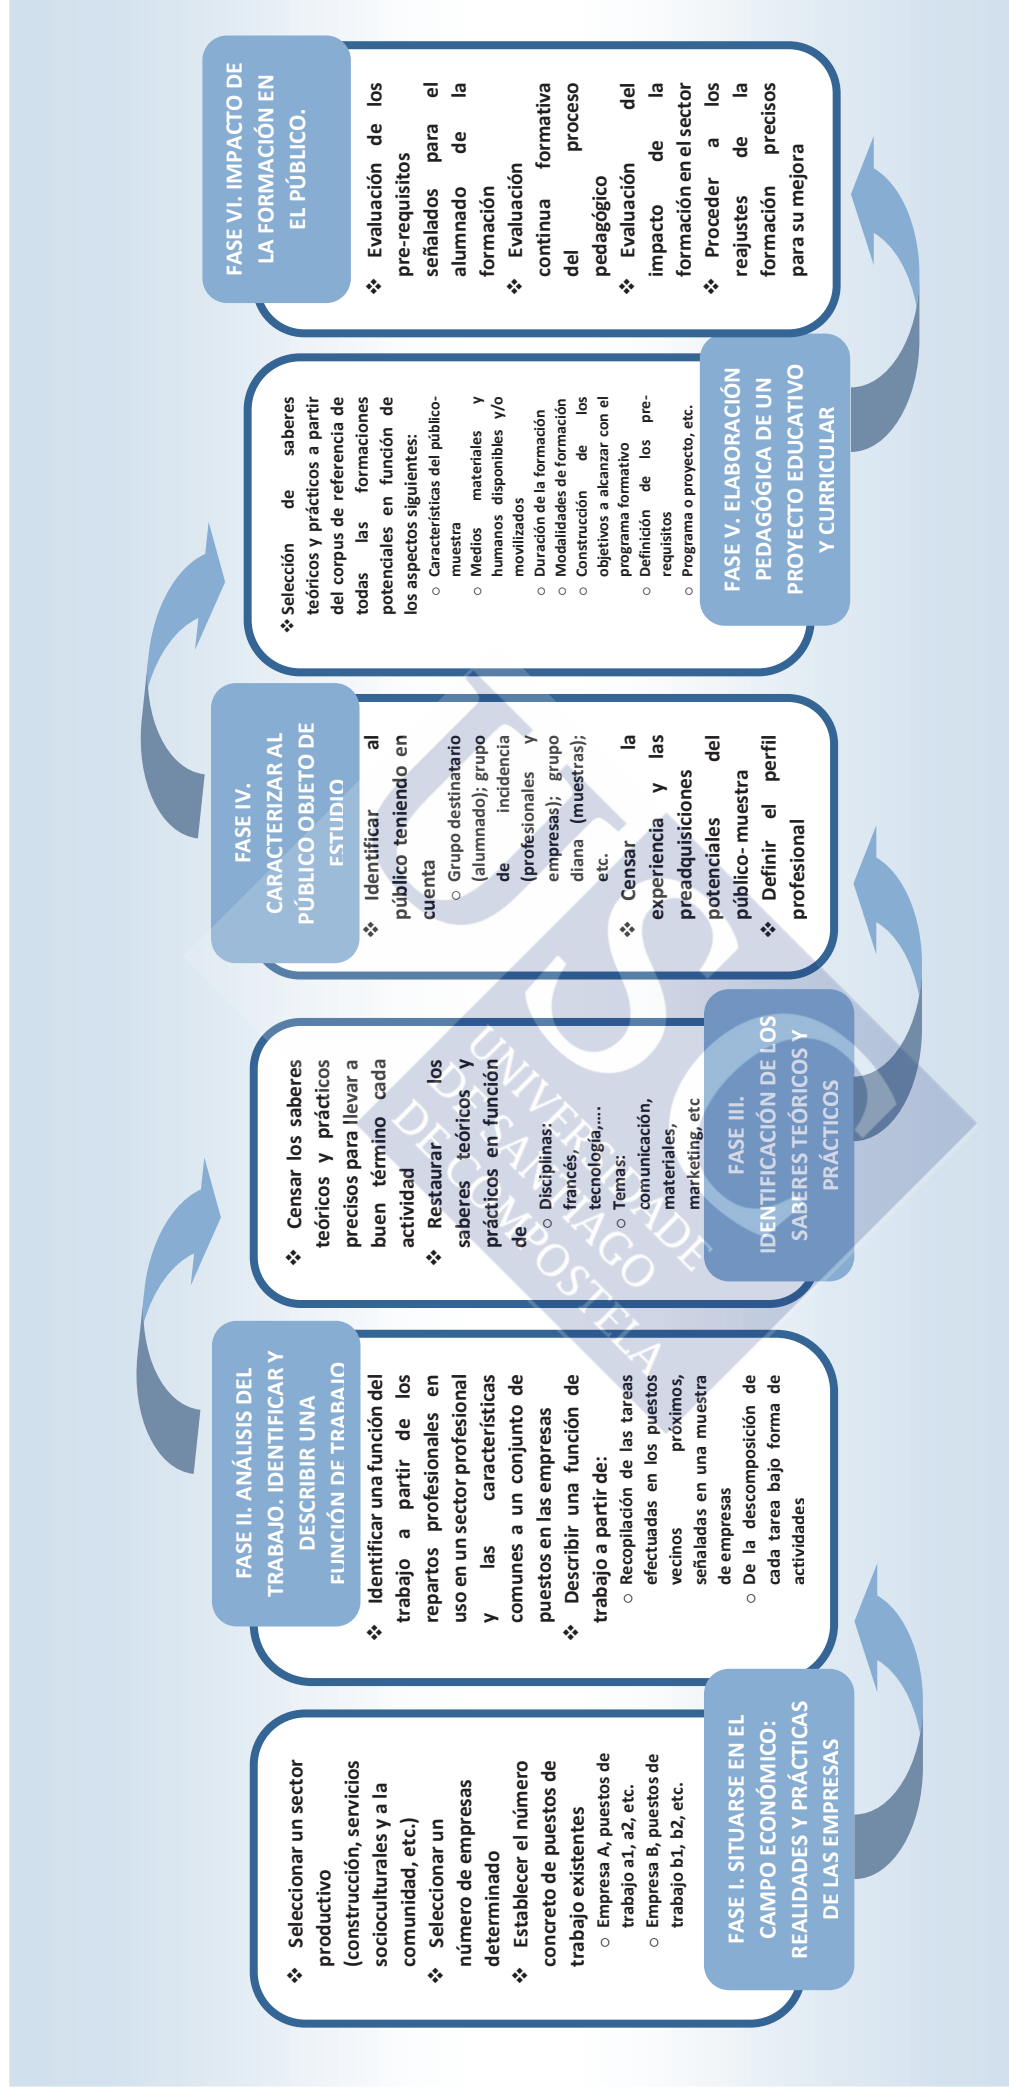 ❖ Seleccionar un sector
productivo
(construcción, servicios
socioculturales y a la
comunidad, etc.)
❖ Seleccionar un
número de empresas
determinado
❖ Establecer el número
concreto de puestos de
trabajo existentes
○ Empresa A, puestos de
trabajo a1, a2, etc.
○ Empresa B, puestos de
trabajo b1, b2, etc.
FASE I. SITUARSE EN EL
CAMPO ECONÓMICO:
REALIDADES Y PRÁCTICAS
DE LAS EMPRESAS
FASE II. ANÁLISIS DEL
TRABAJO. IDENTIFICAR Y
DESCRIBIR UNA
FUNCIÓN DE TRABAJO
❖ Identificar una función del
trabajo a partir de los
repartos profesionales en
uso en un sector profesional
y las características
comunes a un conjunto de
puestos en las empresas
❖ Describir una función de
trabajo a partir de:
○ Recopilación de las tareas
efectuadas en los puestos
vecinos próximos,
señaladas en una muestra
de empresas
○ De la descomposición de
cada tarea bajo forma de
actividades
❖ Censar los saberes
teóricos y prácticos
precisos para llevar a
buen término cada
actividad
❖ Restaurar los
saberes teóricos y
prácticos en función
de
○ Disciplinas:
francés,
tecnología,....
○ Temas:
comunicación,
materiales,
marketing, etc
FASE III.
IDENTIFICACIÓN DE LOS
SABERES TEÓRICOS Y
PRÁCTICOS
FASE IV.
CARACTERIZAR AL
PÚBLICO OBJETO DE
ESTUDIO
❖ Identificar al
público teniendo en
cuenta
○ Grupo destinatario
(alumnado); grupo
de incidencia
(profesionales y
empresas); grupo
diana (muestras);
etc.
❖ Censar la
experiencia y las
preadquisiciones
potenciales del
público- muestra
❖ Definir el perfil
profesional
❖ Selección de saberes
teóricos y prácticos a partir
del corpus de referencia de
todas las formaciones
potenciales en función de
los aspectos siguientes:
○ Características del público-
muestra
○ Medios materiales y
humanos disponibles y/o
movilizados
○ Duración de la formación
○ Modalidades de formación
○ Construcción de los
objetivos a alcanzar con el
programa formativo
○ Definición de los pre-
requisitos
○ Programa o proyecto, etc.
FASE V. ELABORACIÓN
PEDAGÓGICA DE UN
PROYECTO EDUCATIVO
Y CURRICULAR
FASE VI. IMPACTO DE
LA FORMACIÓN EN
EL PÚBLICO.
❖ Evaluación de los
pre-requisitos
señalados para el
alumnado de la
formación
❖ Evaluación
continua formativa
del proceso
pedagógico
❖ Evaluación del
impacto de la
formación en el sector
❖ Proceder a los
reajustes de la
formación precisos
para su mejora
USC
UNIVERSIDADE
DE SANTIAGO
DE COMPOSTELA